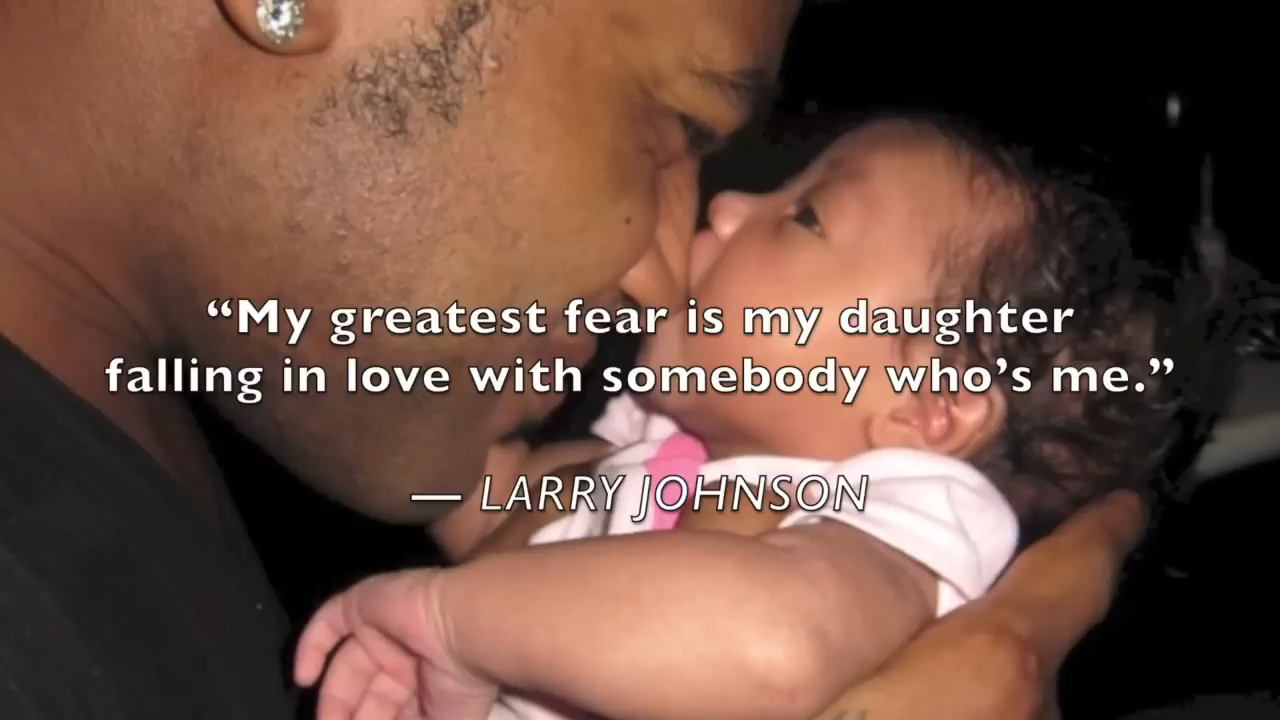 “My greatest fear is my daughter
falling in love with somebody who’s me.”
— LARRY JOHNSON